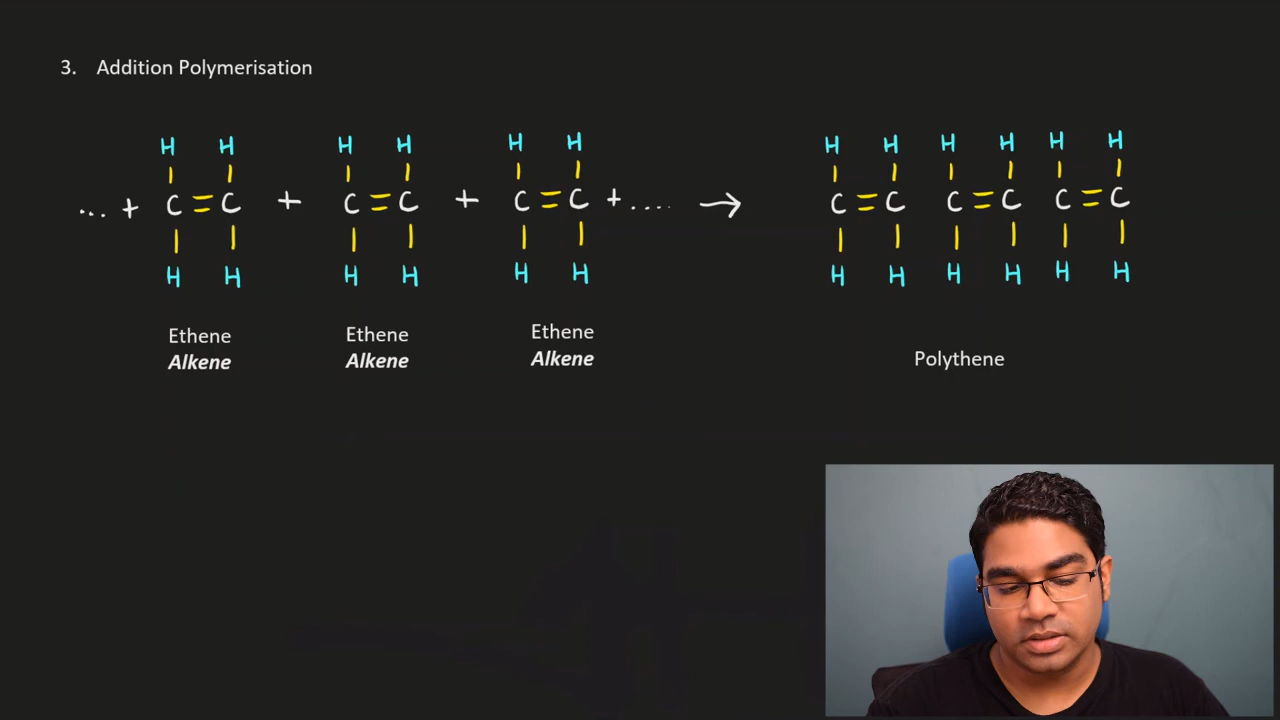 3. Addition Polymerisation
H H H H H H H H H H H H
... + C = C + C = C + C = C + .... → C = C C = C C = C
H H H H H H H H H H H H
Ethene Ethene Ethene
Alkene Alkene Alkene Polythene